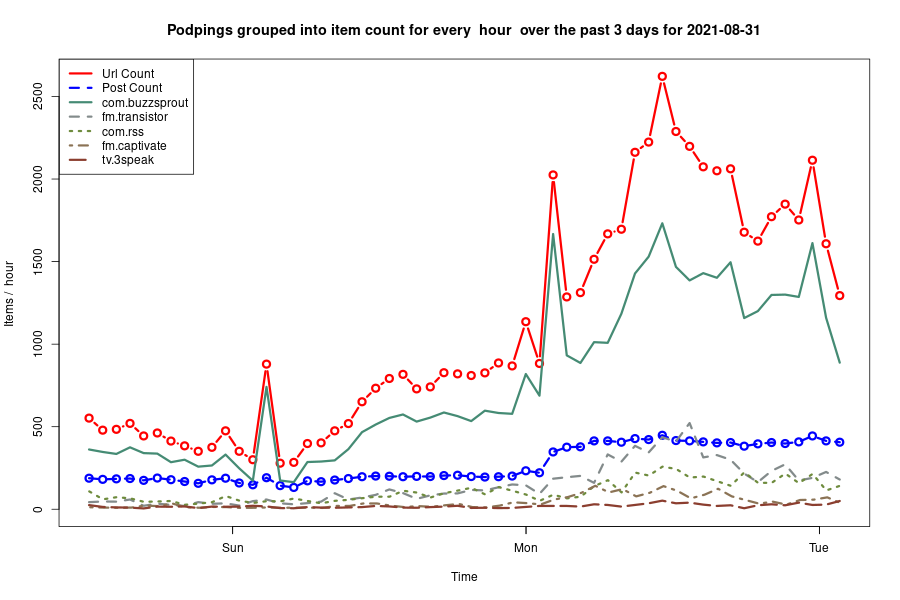 Podpings grouped into item count for every  hour  over the past 3 days for 2021-08-31
Url Count
Post Count
com.buzzsprout
fm.transistor
com.rss
fm.captivate
tv.3speak
Items /  hour
2500
2000
1500
1000
500
0
Sun Mon Tue
Time